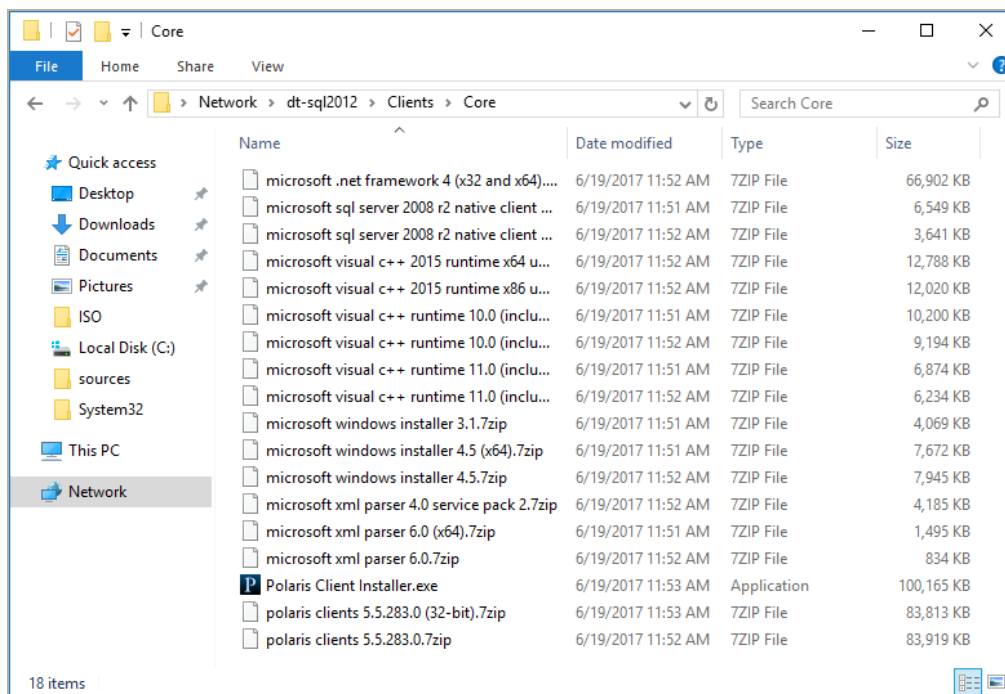 Core
File Home Share View
Network > dt-sql2012 > Clients > Core Search Core
Name Date modified Type Size
Quick access
Desktop
Downloads
Documents
Pictures
ISO
Local Disk (C:)
sources
System32
This PC
Network
microsoft .net framework 4 (x32 and x64).... 6/19/2017 11:52 AM 7ZIP File 66,902 KB
microsoft sql server 2008 r2 native client ... 6/19/2017 11:51 AM 7ZIP File 6,549 KB
microsoft sql server 2008 r2 native client ... 6/19/2017 11:52 AM 7ZIP File 3,641 KB
microsoft visual c++ 2015 runtime x64 u... 6/19/2017 11:52 AM 7ZIP File 12,788 KB
microsoft visual c++ 2015 runtime x86 u... 6/19/2017 11:52 AM 7ZIP File 12,020 KB
microsoft visual c++ runtime 10.0 (inclu... 6/19/2017 11:51 AM 7ZIP File 10,200 KB
microsoft visual c++ runtime 10.0 (inclu... 6/19/2017 11:52 AM 7ZIP File 9,194 KB
microsoft visual c++ runtime 11.0 (inclu... 6/19/2017 11:51 AM 7ZIP File 6,874 KB
microsoft visual c++ runtime 11.0 (inclu... 6/19/2017 11:52 AM 7ZIP File 6,234 KB
microsoft windows installer 3.1.7zip 6/19/2017 11:51 AM 7ZIP File 4,069 KB
microsoft windows installer 4.5 (x64).7zip 6/19/2017 11:51 AM 7ZIP File 7,672 KB
microsoft windows installer 4.5.7zip 6/19/2017 11:52 AM 7ZIP File 7,945 KB
microsoft xml parser 4.0 service pack 2.7zip 6/19/2017 11:52 AM 7ZIP File 4,185 KB
microsoft xml parser 6.0 (x64).7zip 6/19/2017 11:51 AM 7ZIP File 1,495 KB
microsoft xml parser 6.0.7zip 6/19/2017 11:52 AM 7ZIP File 834 KB
P Polaris Client Installer.exe 6/19/2017 11:53 AM Application 100,165 KB
polaris clients 5.5.283.0 (32-bit).7zip 6/19/2017 11:53 AM 7ZIP File 83,813 KB
polaris clients 5.5.283.0.7zip 6/19/2017 11:52 AM 7ZIP File 83,919 KB
18 items